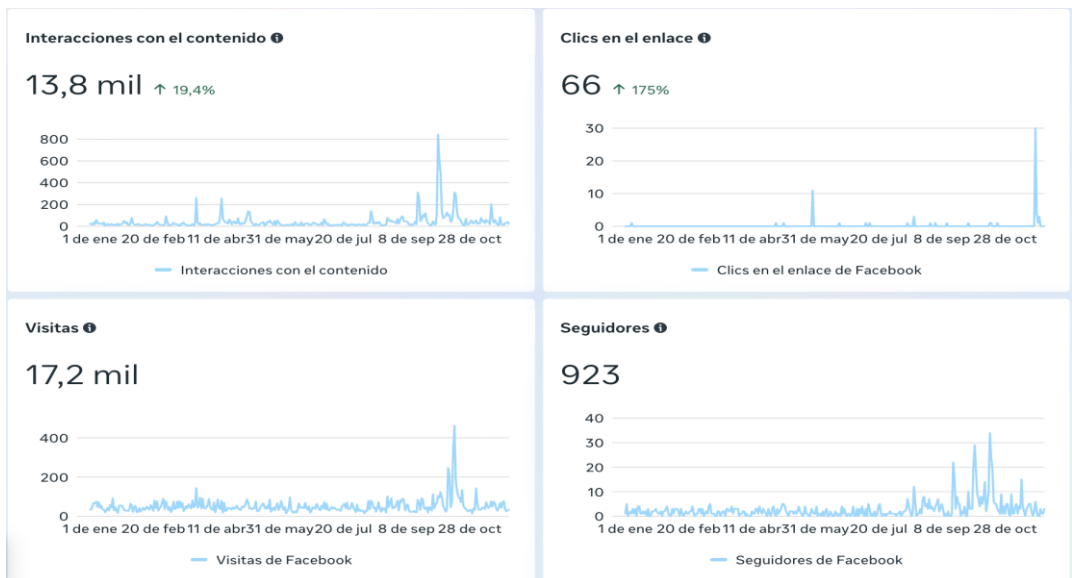 Interacciones con el contenido
13,8 mil ↑ 19,4%
800
600
400
200
0
1 de ene 20 de feb 11 de abr 31 de may 20 de jul 8 de sep 28 de oct
Interacciones con el contenido
Clics en el enlace
66 ↑ 175%
30
20
10
0
1 de ene 20 de feb 11 de abr 31 de may 20 de jul 8 de sep 28 de oct
Clics en el enlace de Facebook
Visitas
17,2 mil
400
200
0
1 de ene 20 de feb 11 de abr 31 de may 20 de jul 8 de sep 28 de oct
Visitas de Facebook
Seguidores
923
40
30
20
10
0
1 de ene 20 de feb 11 de abr 31 de may 20 de jul 8 de sep 28 de oct
Seguidores de Facebook